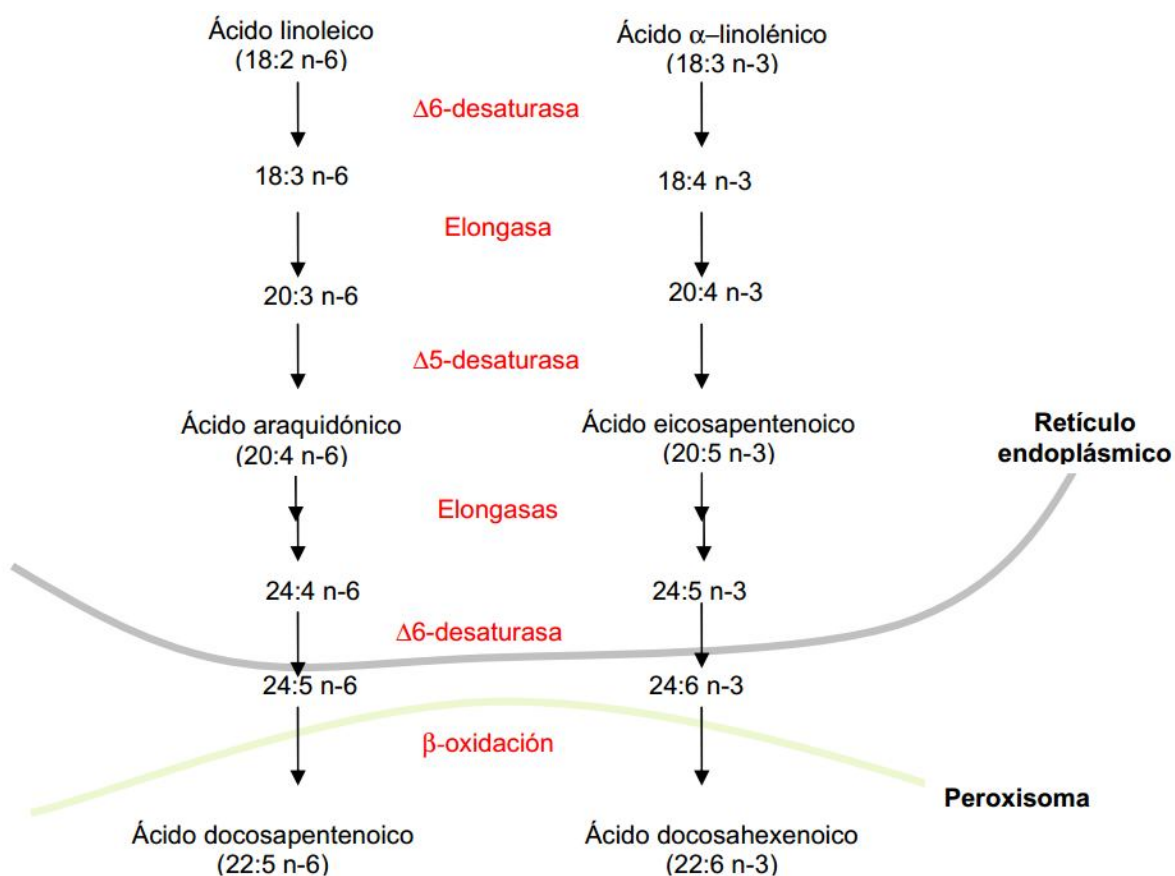 Ácido linoleico
(18:2 n-6)
Ácido α–linolénico
(18:3 n-3)
Δ6-desaturasa
18:3 n-6
18:4 n-3
Elongasa
20:3 n-6
20:4 n-3
Δ5-desaturasa
Ácido araquidónico
(20:4 n-6)
Ácido eicosapentenoico
(20:5 n-3)
Retículo
endoplásmico
Elongasas
24:4 n-6
24:5 n-3
Δ6-desaturasa
24:5 n-6
24:6 n-3
β-oxidación
Peroxisoma
Ácido docosapentenoico
(22:5 n-6)
Ácido docosahexenoico
(22:6 n-3)